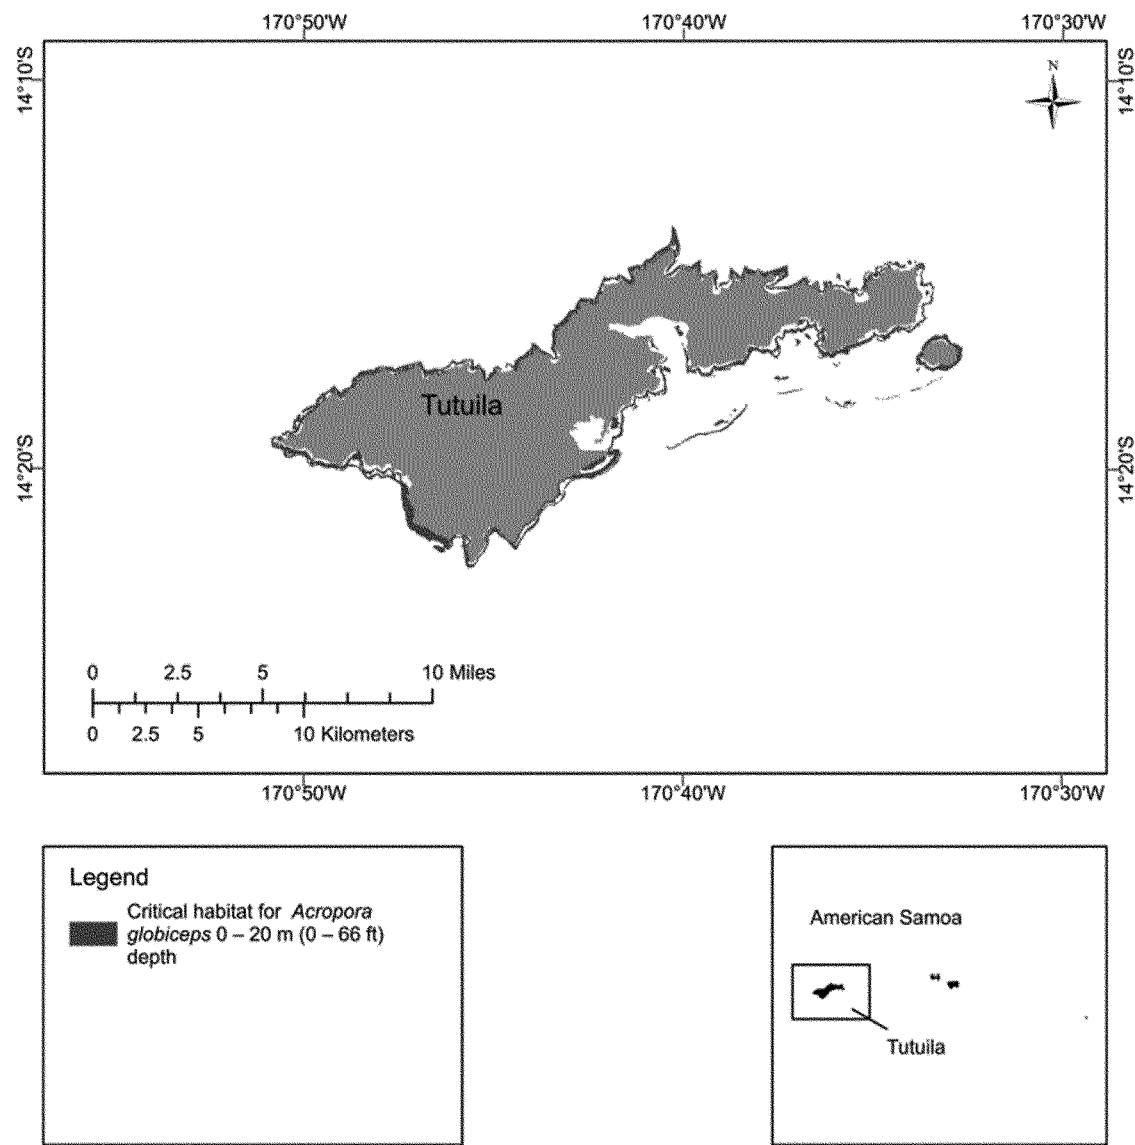 170°50'W 170°40'W 170°30'W
14°10'S 14°10'S
N
Tutuila
14°20'S 14°20'S
0 2.5 5 10 Miles
0 2.5 5 10 Kilometers
170°50'W 170°40'W 170°30'W
Legend
Critical habitat for Acropora
globiceps 0 – 20 m (0 – 66 ft)
depth
American Samoa
Tutuila